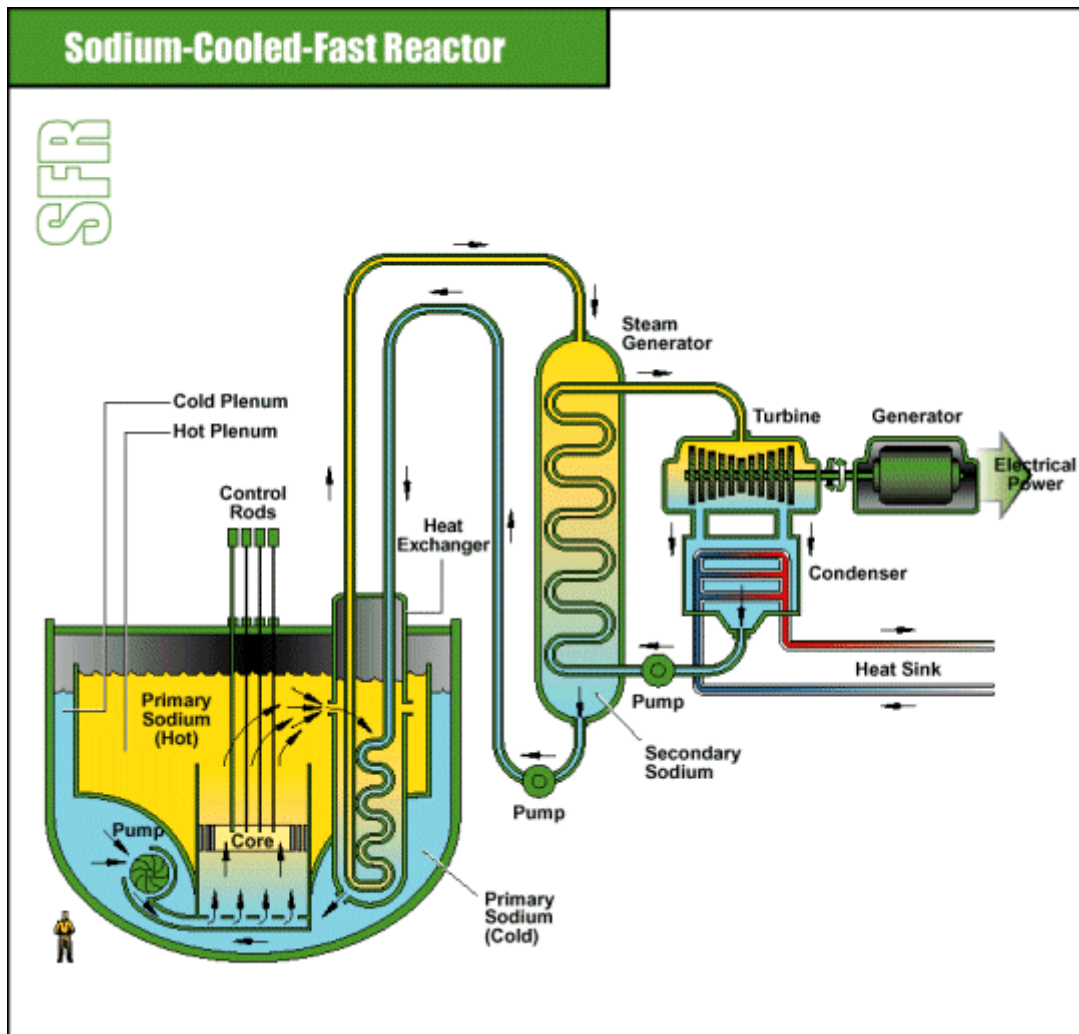 Sodium-Cooled-Fast Reactor
SFR
Steam
Generator
Cold Plenum
Hot Plenum
Turbine
Generator
Electrical
Power
Control
Rods
Heat
Exchanger
Condenser
Heat Sink
Primary
Sodium
(Hot)
Pump
Secondary
Sodium
Pump
Pump
Core
Primary
Sodium
(Cold)